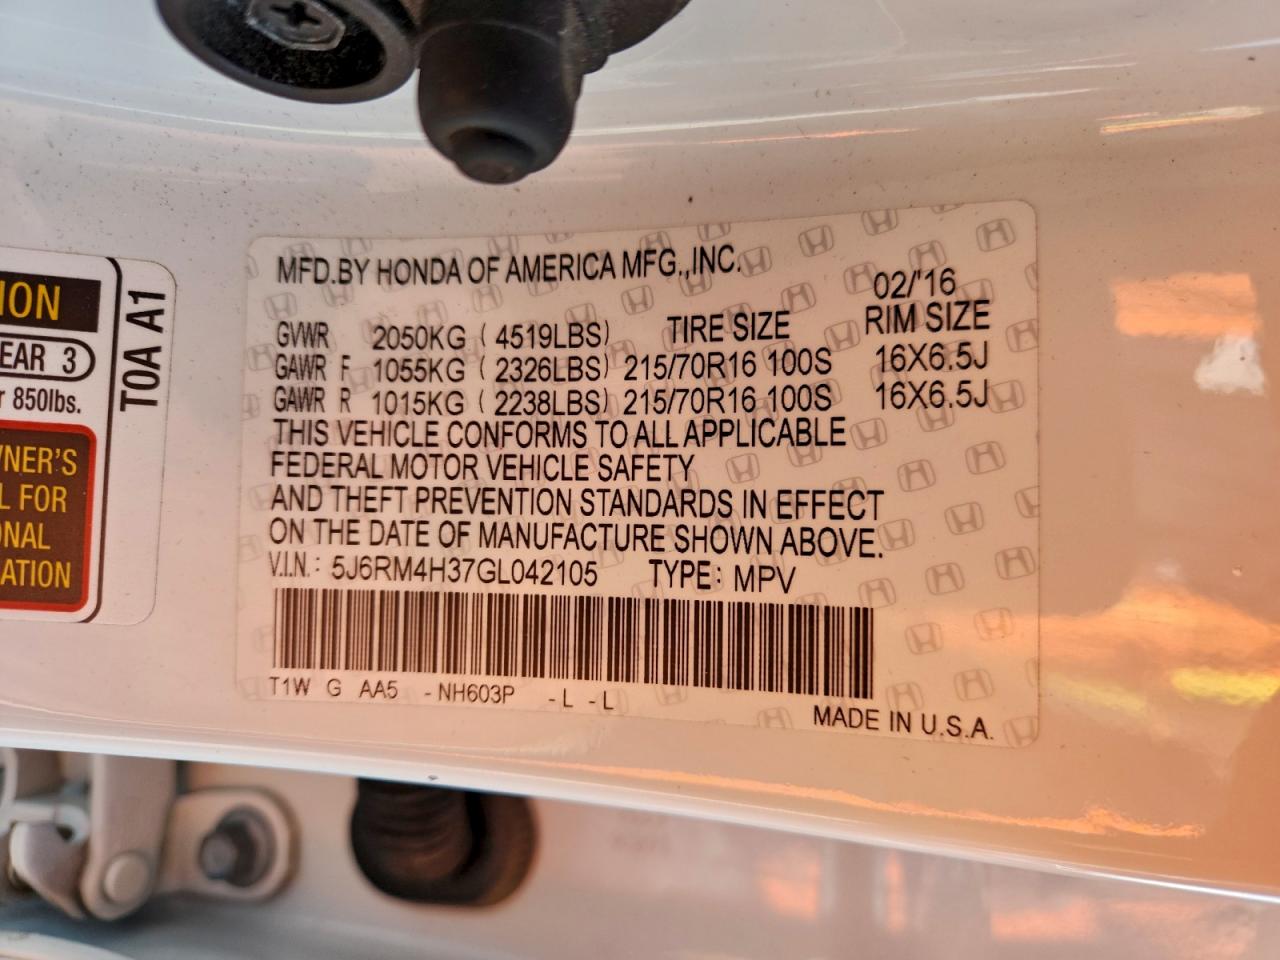 MFD.BY HONDA OF AMERICA MFG.,INC.
02/'16
GVWR 2050KG ( 4519LBS) TIRE SIZE RIM SIZE
GAWR F 1055KG ( 2326LBS) 215/70R16 100S 16X6.5J
GAWR R 1015KG ( 2238LBS) 215/70R16 100S 16X6.5J
THIS VEHICLE CONFORMS TO ALL APPLICABLE
FEDERAL MOTOR VEHICLE SAFETY
AND THEFT PREVENTION STANDARDS IN EFFECT
ON THE DATE OF MANUFACTURE SHOWN ABOVE.
V.I.N.: 5J6RM4H37GL042105 TYPE: MPV
T1W G AA5 -NH603P -L -L
MADE IN U.S.A.
ION
EAR 3
r 850lbs.
NER'S
L FOR
ONAL
ATION
T0A A1